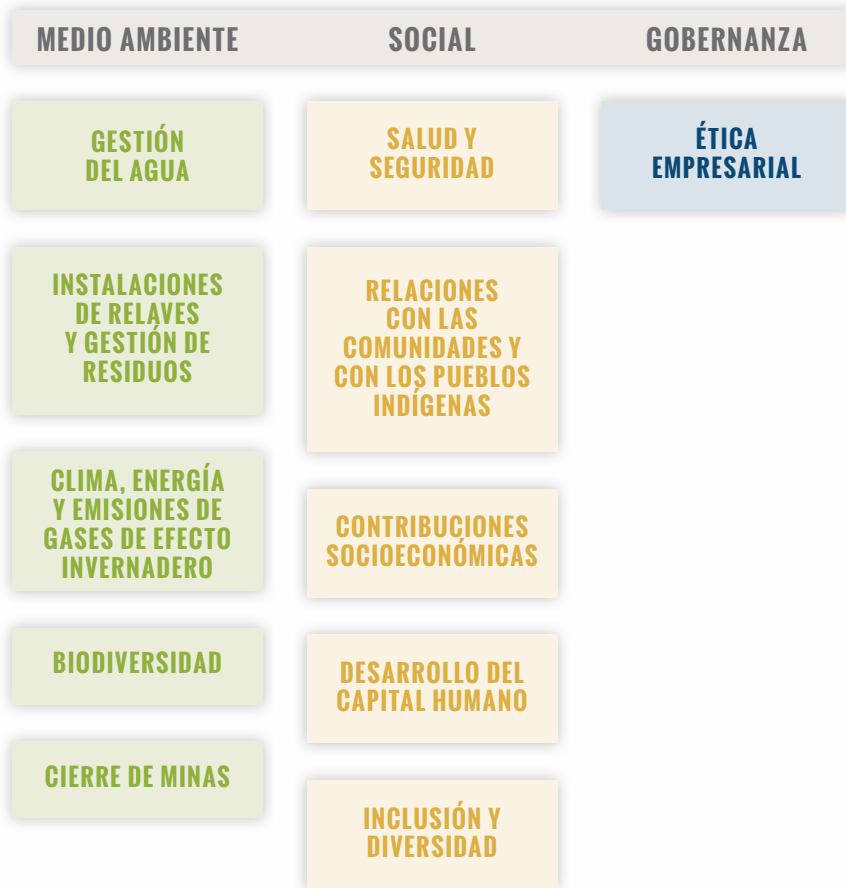 MEDIO AMBIENTE
SOCIAL
GOBERNANZA
GESTIÓN
DEL AGUA
INSTALACIONES
DE RELAVES
Y GESTIÓN DE
RESIDUOS
CLIMA, ENERGÍA
Y EMISIONES DE
GASES DE EFECTO
INVERNADERO
BIODIVERSIDAD
CIERRE DE MINAS
SALUD Y
SEGURIDAD
RELACIONES
CON LAS
COMUNIDADES Y
CON LOS PUEBLOS
INDÍGENAS
CONTRIBUCIONES
SOCIOECONÓMICAS
DESARROLLO DEL
CAPITAL HUMANO
INCLUSIÓN Y
DIVERSIDAD
ÉTICA
EMPRESARIAL